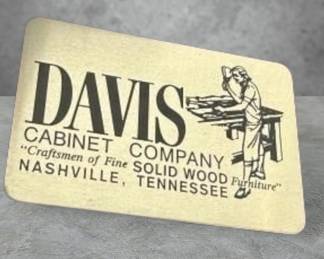 DAVIS
CABINET COMPANY
"Craftsmen of Fine SOLID WOOD Furniture"
NASHVILLE, TENNESSEE